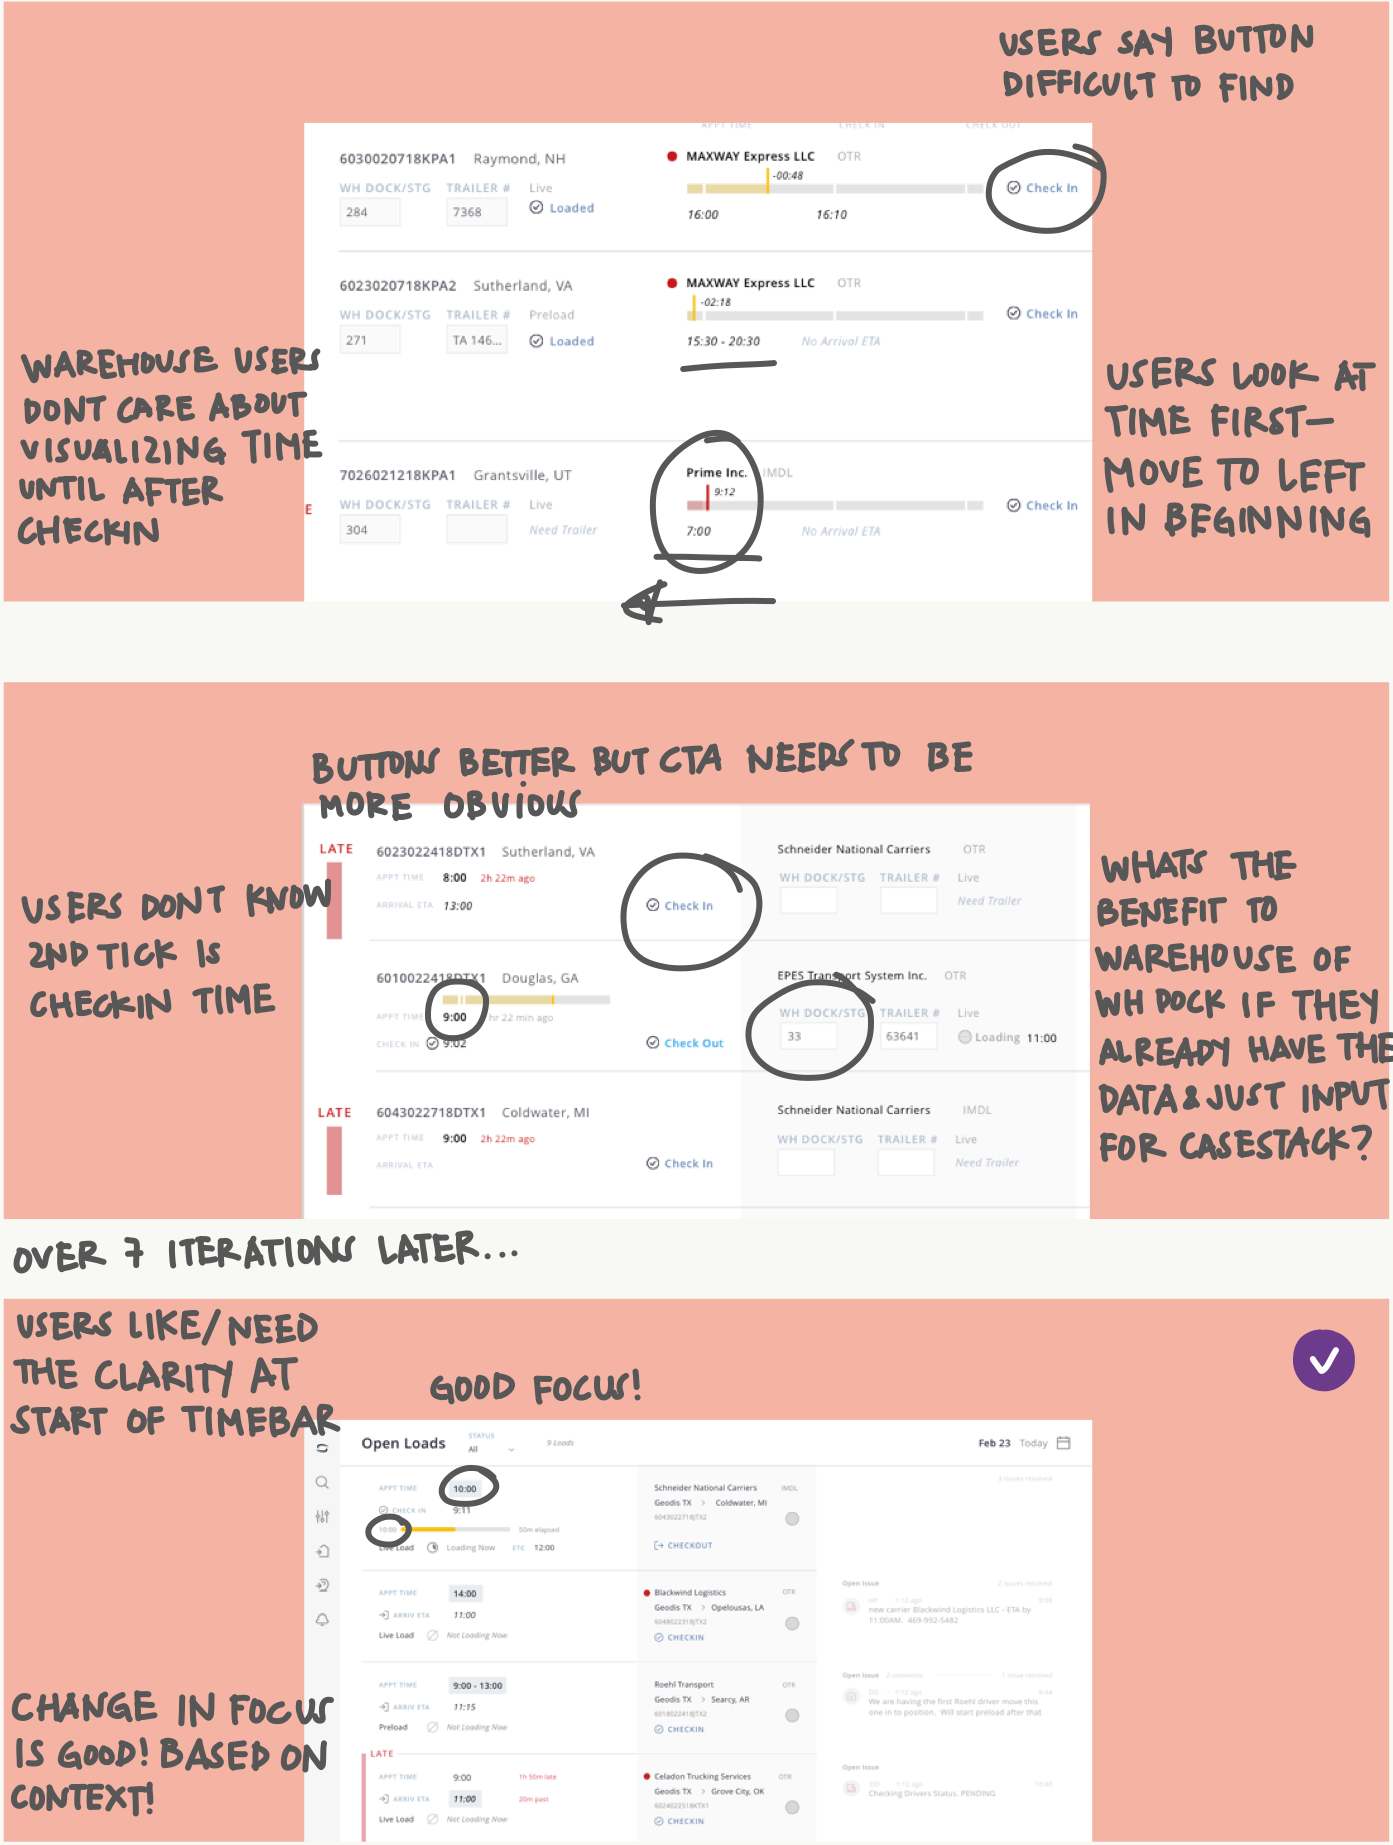 USERS SAY BUTTON
DIFFICULT TO FIND
APPT TIME CHECK IN CHECK OUT
6030020718KPA1 Raymond, NH
MAXWAY Express LLC OTR
-00:48
WH DOCK/STG TRAILER # Live
284 7368 Loaded
16:00 16:10
Check In
6023020718KPA2 Sutherland, VA
MAXWAY Express LLC OTR
-02:18
WH DOCK/STG TRAILER # Preload
271 TA 146... Loaded
15:30 - 20:30 No Arrival ETA
Check In
WAREHOUSE USERS
DONT CARE ABOUT
VISUALIZING TIME
UNTIL AFTER
CHECKIN
USERS LOOK AT
TIME FIRST—
MOVE TO LEFT
IN BEGINNING
E
7026021218KPA1 Grantsville, UT
Prime Inc. IMDL
9:12
WH DOCK/STG TRAILER # Live
304 Need Trailer
7:00 No Arrival ETA
Check In
BUTTONS BETTER BUT CTA NEEDS TO BE
MORE OBVIOUS
USERS DONT KNOW
2ND TICK IS
CHECKIN TIME
LATE
6023022418DTX1 Sutherland, VA
APPT TIME 8:00 2h 22m ago
ARRIVAL ETA 13:00
Check In
Schneider National Carriers OTR
WH DOCK/STG TRAILER # Live
Need Trailer
6010022418DTX1 Douglas, GA
APPT TIME 9:00 hr 22 min ago
CHECK IN 9:02
Check Out
EPES Transport System Inc. OTR
WH DOCK/STG TRAILER # Live
33 63641 Loading 11:00
LATE
6043022718DTX1 Coldwater, MI
APPT TIME 9:00 2h 22m ago
ARRIVAL ETA
Check In
Schneider National Carriers IMDL
WH DOCK/STG TRAILER # Live
Need Trailer
WHATS THE
BENEFIT TO
WAREHOUSE OF
WH DOCK IF THEY
ALREADY HAVE THE
DATA & JUST INPUT
FOR CASESTACK?
OVER 7 ITERATIONS LATER...
USERS LIKE/NEED
THE CLARITY AT
START OF TIMEBAR
GOOD FOCUS!
Open Loads
STATUS
All
9 Loads
Feb 23 Today
APPT TIME 10:00
CHECK IN 9:11
10:00 50m elapsed
Live Load Loading Now ETC 12:00
Schneider National Carriers IMDL
Geodis TX > Coldwater, MI
6043022718JTX2
CHECKOUT
3 issues resolved
APPT TIME 14:00
ARRIV ETA 11:00
Live Load Not Loading Now
Blackwind Logistics OTR
Geodis TX > Opelousas, LA
6048022318JTX2
CHECKIN
Open Issue 2 issues resolved
HP 1:12 ago 9:58
new carrier Blackwind Logistics LLC - ETA by
11:00AM. 469-992-5482
APPT TIME 9:00 - 13:00
ARRIV ETA 11:15
Preload Not Loading Now
Roehl Transport OTR
Geodis TX > Searcy, AR
6018022418JTX2
CHECKIN
Open Issue 2 comments 1 issue resolved
DD 1:12 ago 9:44
We are having the first Roehl driver move this
one in to position. Will start preload after that
LATE
APPT TIME 9:00 1h 50m late
ARRIV ETA 11:00 20m past
Live Load Not Loading Now
Celadon Trucking Services OTR
Geodis TX > Grove City, OK
6024022518KTX1
CHECKIN
Open Issue
DD 1:12 ago 10:40
Checking Drivers Status. PENDING
CHANGE IN FOCUS
IS GOOD! BASED ON
CONTEXT!